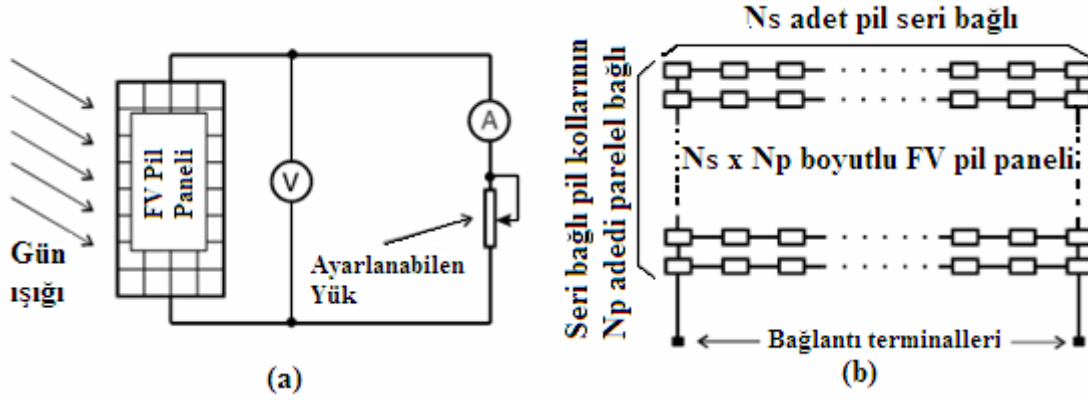 Gün
ışığı
FV Pil
Paneli
V
A
Ayarlanabilen
Yük
(a)
Ns adet pil seri bağlı
Seri bağlı pil kollarının
Np adedi parelel bağlı
Ns x Np boyutlu FV pil paneli
Bağlantı terminalleri
(b)